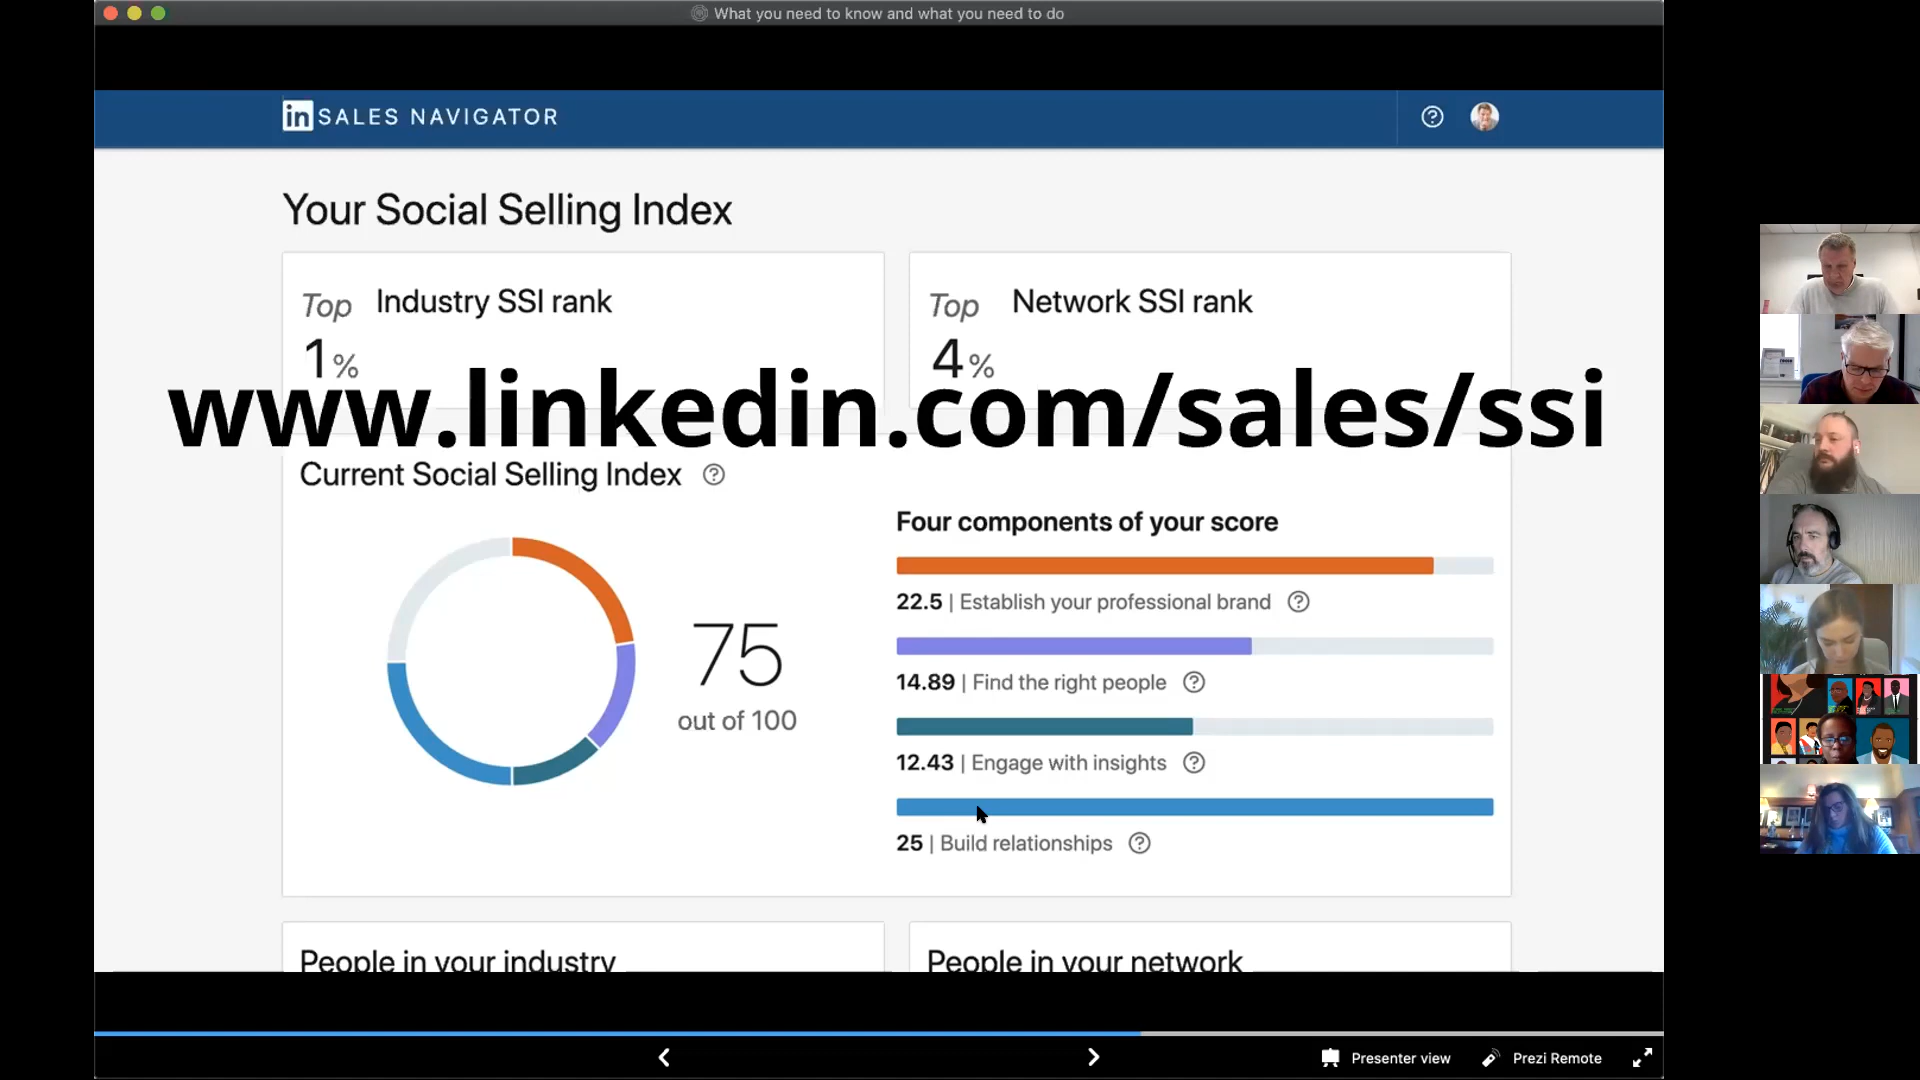 What you need to know and what you need to do
in SALES NAVIGATOR
Your Social Selling Index
Top Industry SSI rank
1%
Top Network SSI rank
4%
www.linkedin.com/sales/ssi
Current Social Selling Index
75
out of 100
Four components of your score
22.5 | Establish your professional brand
14.89 | Find the right people
12.43 | Engage with insights
25 | Build relationships
People in your industry
People in your network
Presenter view
Prezi Remote